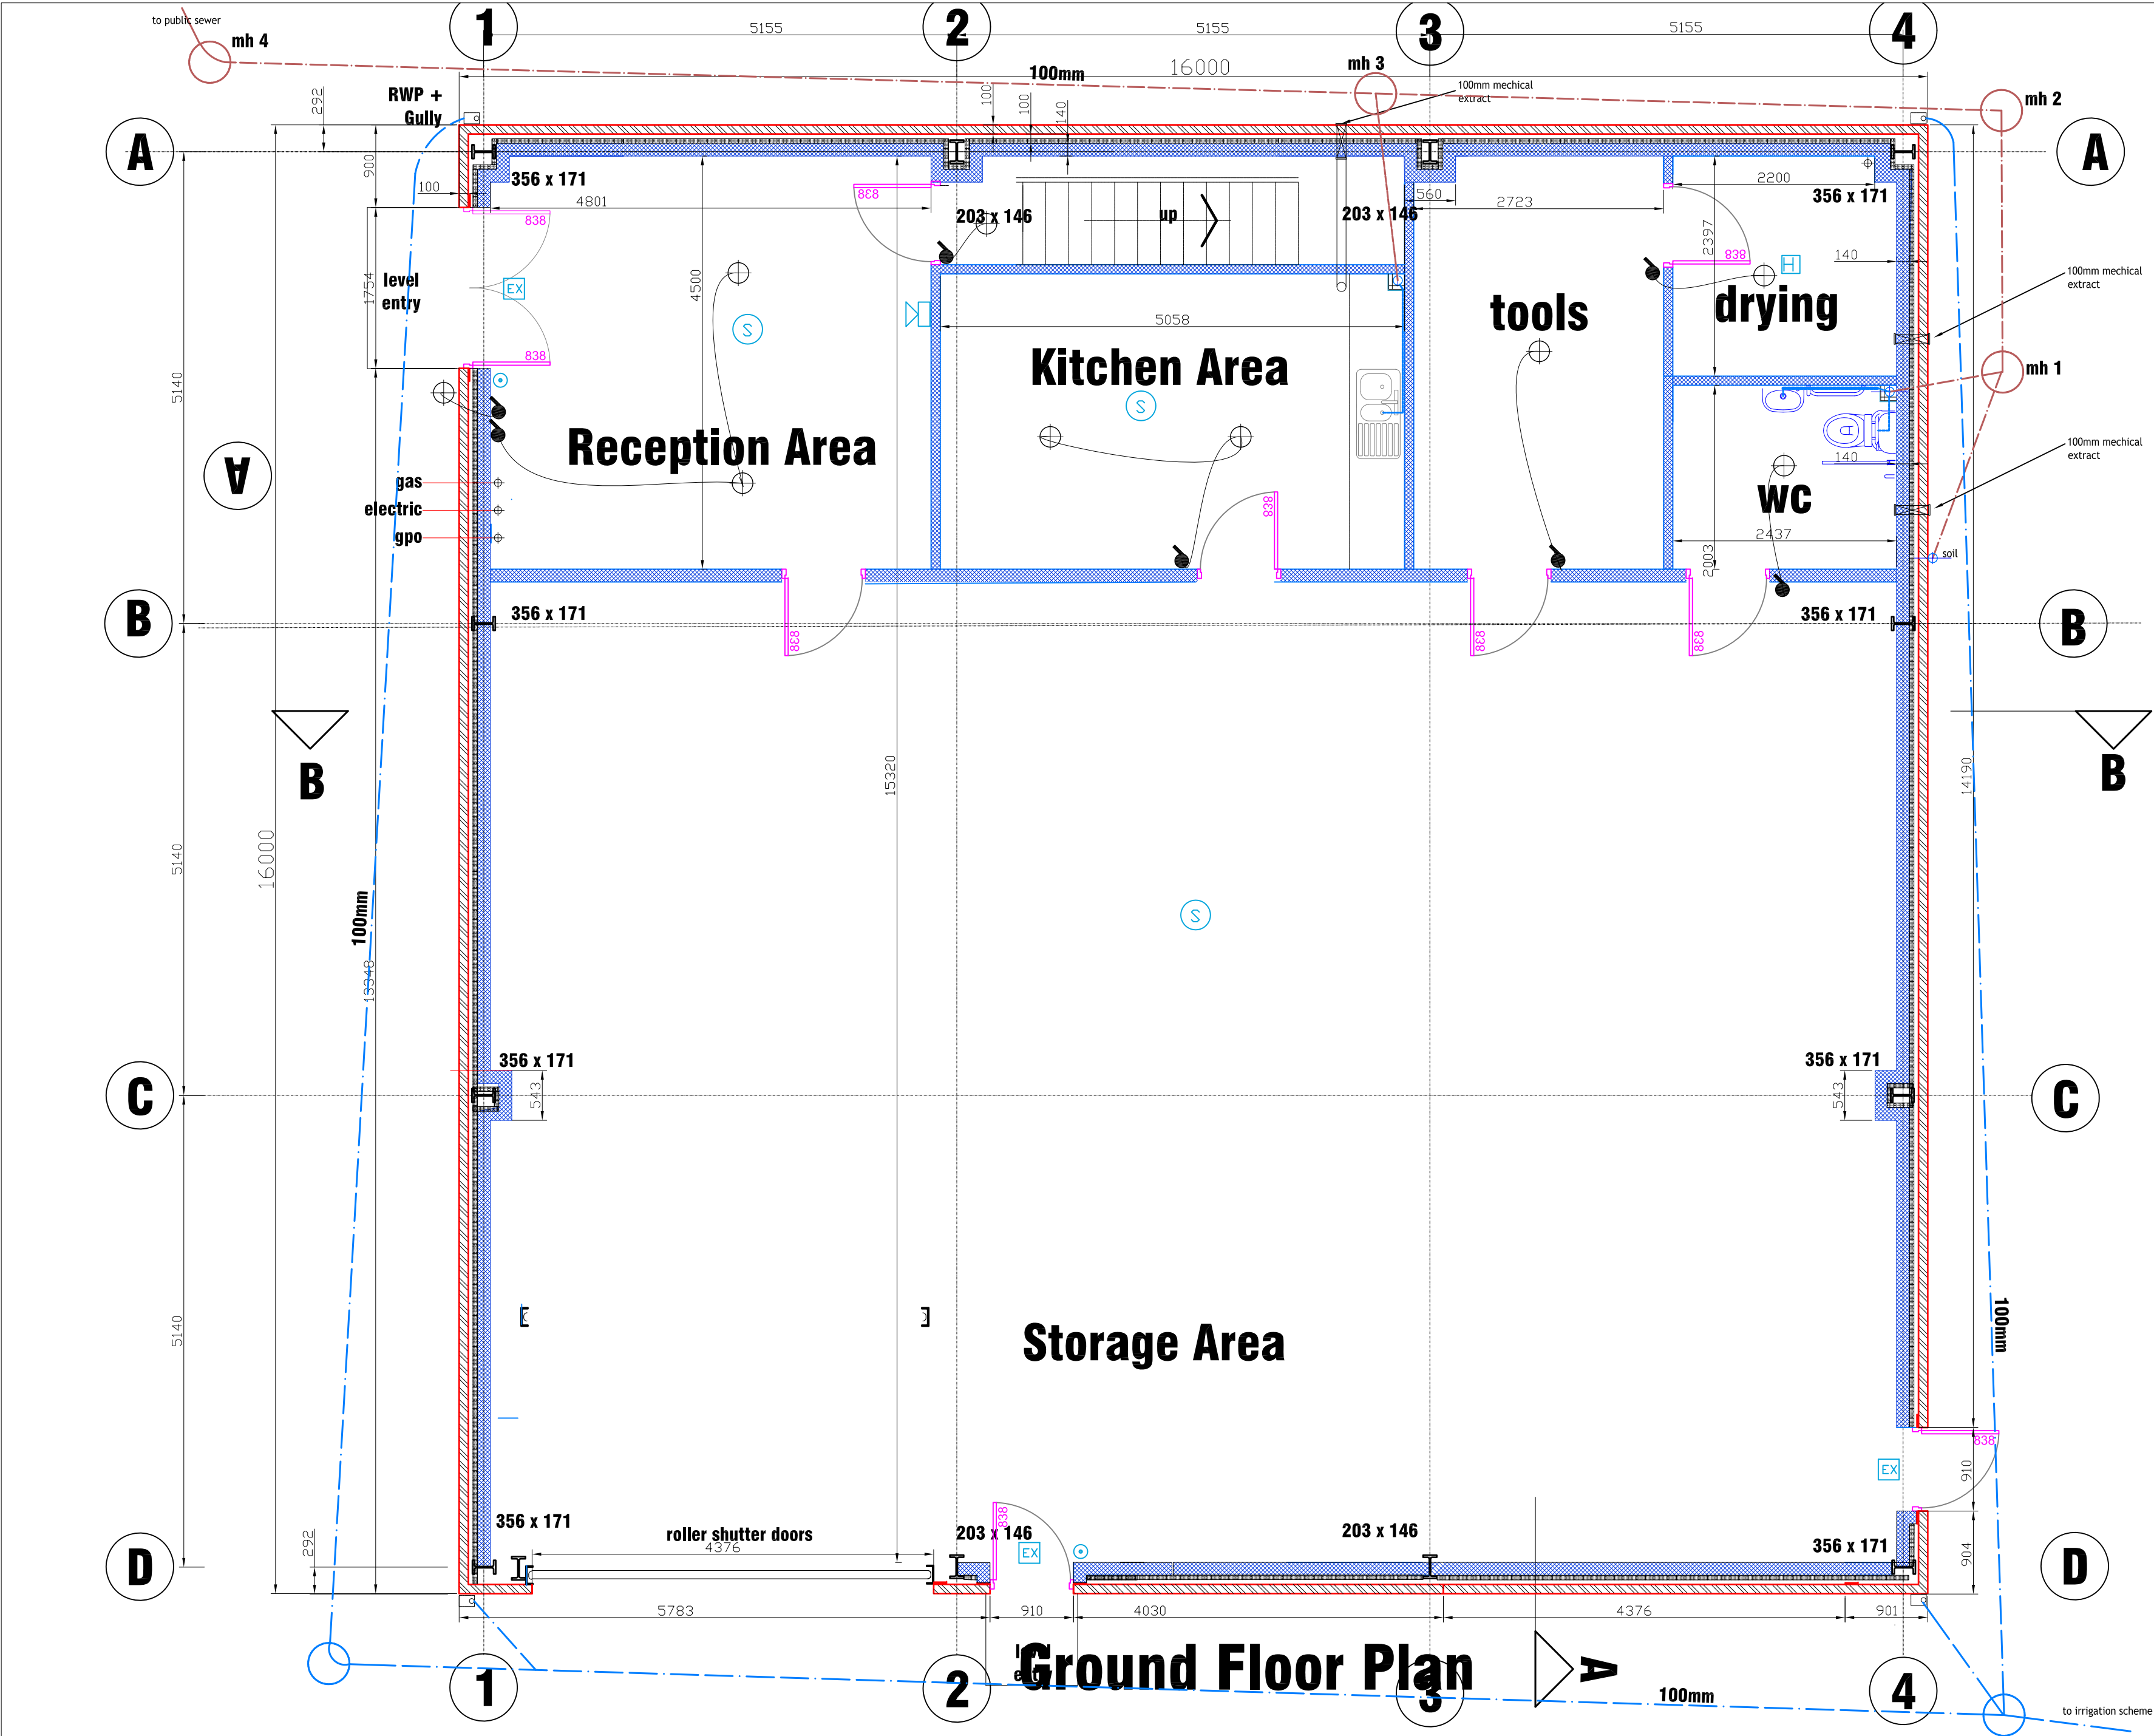 to public sewer
mh 4
1
5155
2
5155
3
5155
4
100mm
16000
mh 3
100mm mechical
extract
mh 2
RWP +
Gully
292
100
100
140
A
A
900
100
356 x 171
4801
838
203 x 146
up
203 x 146
560
2723
2200
356 x 171
838
2397
838
140
H
level
entry
1754
EX
4500
S
5058
tools
drying
100mm mechical
extract
Kitchen Area
mh 1
838
5140
S
Reception Area
100mm mechical
extract
140
A
gas
electric
gpo
838
wc
2437
2003
soil
B
356 x 171
356 x 171
B
838
838
838
B
B
15320
14190
5140
16000
100mm
13348
S
356 x 171
356 x 171
C
543
543
C
5140
Storage Area
100mm
838
EX
910
356 x 171
roller shutter doors
4376
838
203 x 146
203 x 146
356 x 171
EX
292
904
D
D
5783
910
4030
4376
901
entry
Ground Floor Plan
A
1
2
3
4
100mm
to irrigation scheme